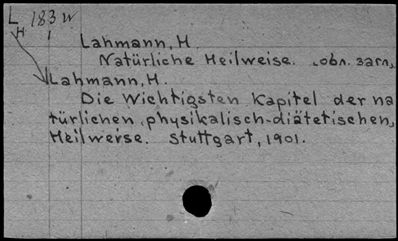 L 183 w
H
Lahmann, H.
Natürliche Heilweise.
Lahmann, H.
Die Wichtigsten Kapitel der na
türlichen physikalisch-diätetischen
Heilweise. Stuttgart, 1901.